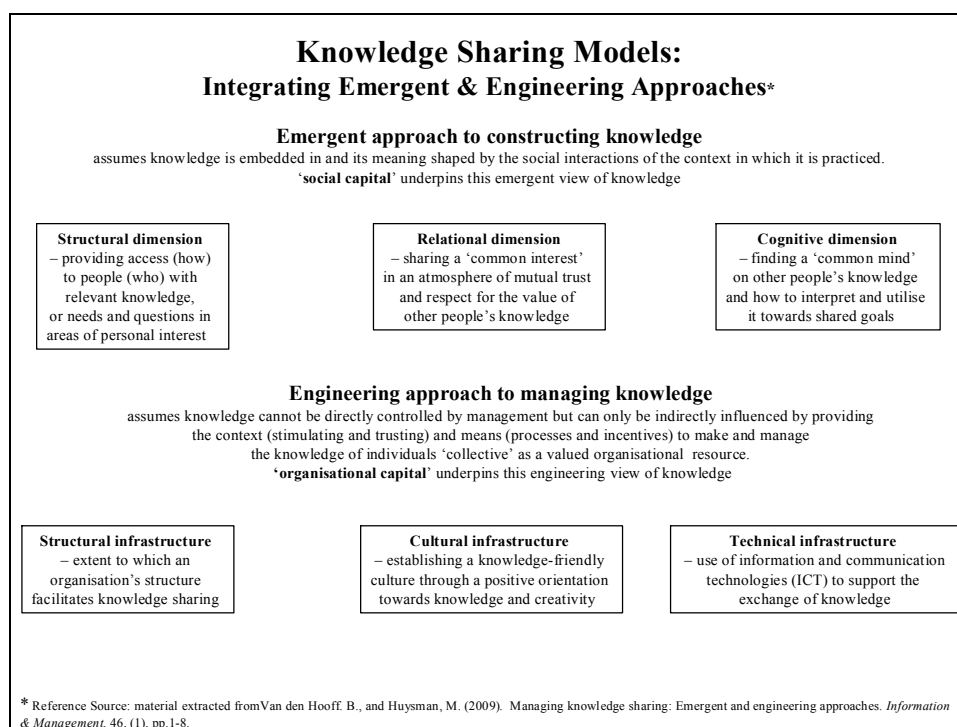 Knowledge Sharing Models:
Integrating Emergent & Engineering Approaches*
Emergent approach to constructing knowledge
assumes knowledge is embedded in and its meaning shaped by the social interactions of the context in which it is practiced.
‘social capital’ underpins this emergent view of knowledge
Structural dimension
– providing access (how)
to people (who) with
relevant knowledge,
or needs and questions in
areas of personal interest
Relational dimension
– sharing a ‘common interest’
in an atmosphere of mutual trust
and respect for the value of
other people’s knowledge
Cognitive dimension
– finding a ‘common mind’
on other people’s knowledge
and how to interpret and utilise
it towards shared goals
Engineering approach to managing knowledge
assumes knowledge cannot be directly controlled by management but can only be indirectly influenced by providing
the context (stimulating and trusting) and means (processes and incentives) to make and manage
the knowledge of individuals ‘collective’ as a valued organisational resource.
‘organisational capital’ underpins this engineering view of knowledge
Structural infrastructure
– extent to which an
organisation’s structure
facilitates knowledge sharing
Cultural infrastructure
– establishing a knowledge-friendly
culture through a positive orientation
towards knowledge and creativity
Technical infrastructure
– use of information and communication
technologies (ICT) to support the
exchange of knowledge
* Reference Source: material extracted fromVan den Hooff. B., and Huysman, M. (2009). Managing knowledge sharing: Emergent and engineering approaches. Information
& Management, 46, (1), pp.1-8.